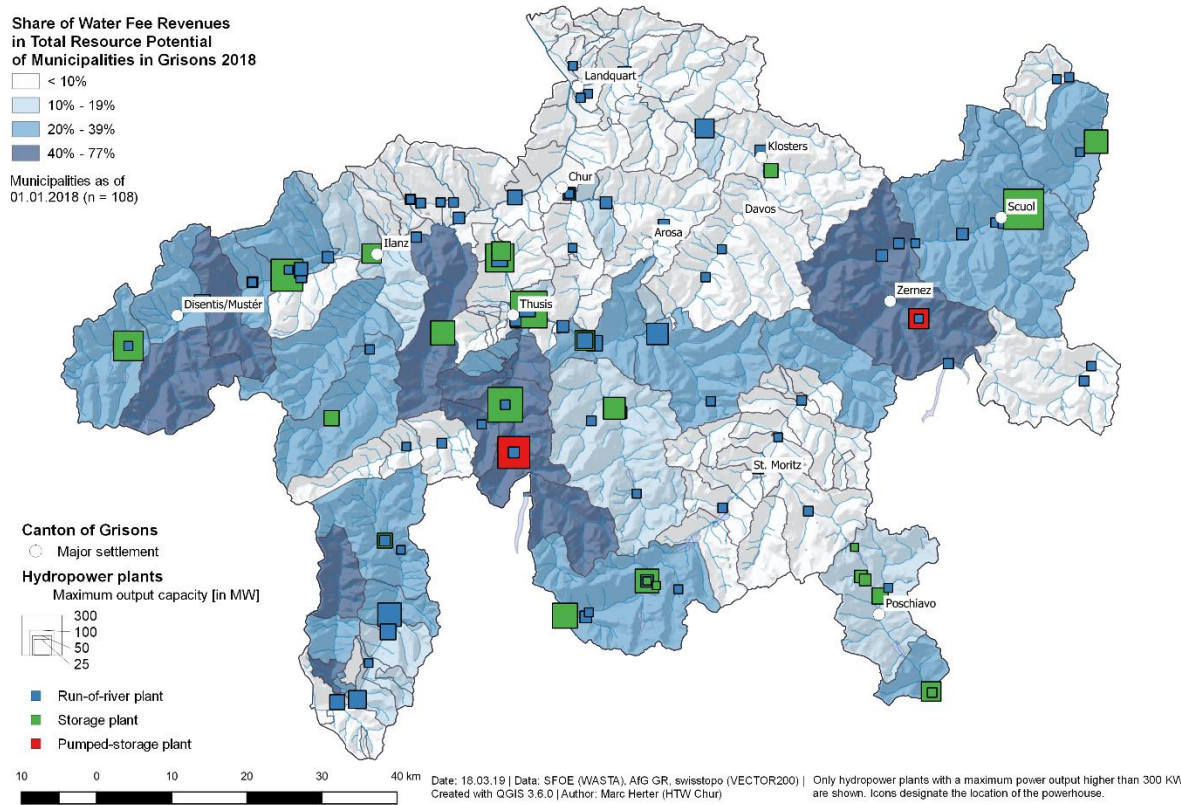 Share of Water Fee Revenues
in Total Resource Potential
of Municipalities in Grisons 2018
< 10%
10% - 19%
20% - 39%
40% - 77%
Municipalities as of
01.01.2018 (n = 108)
Landquart
Klosters
Chur
Davos
Arosa
Scuol
Ilanz
Zernez
Disentis/Mustér
Thusis
St. Moritz
Poschiavo
Canton of Grisons
Major settlement
Hydropower plants
Maximum output capacity [in MW]
300
100
50
25
Run-of-river plant
Storage plant
Pumped-storage plant
10 0 10 20 30 40 km
Date: 18.03.19 | Data: SFOE (WASTA), AfG GR, swisstopo (VECTOR200) | Only hydropower plants with a maximum power output higher than 300 KW
Created with QGIS 3.6.0 | Author: Marc Herter (HTW Chur) are shown. Icons designate the location of the powerhouse.